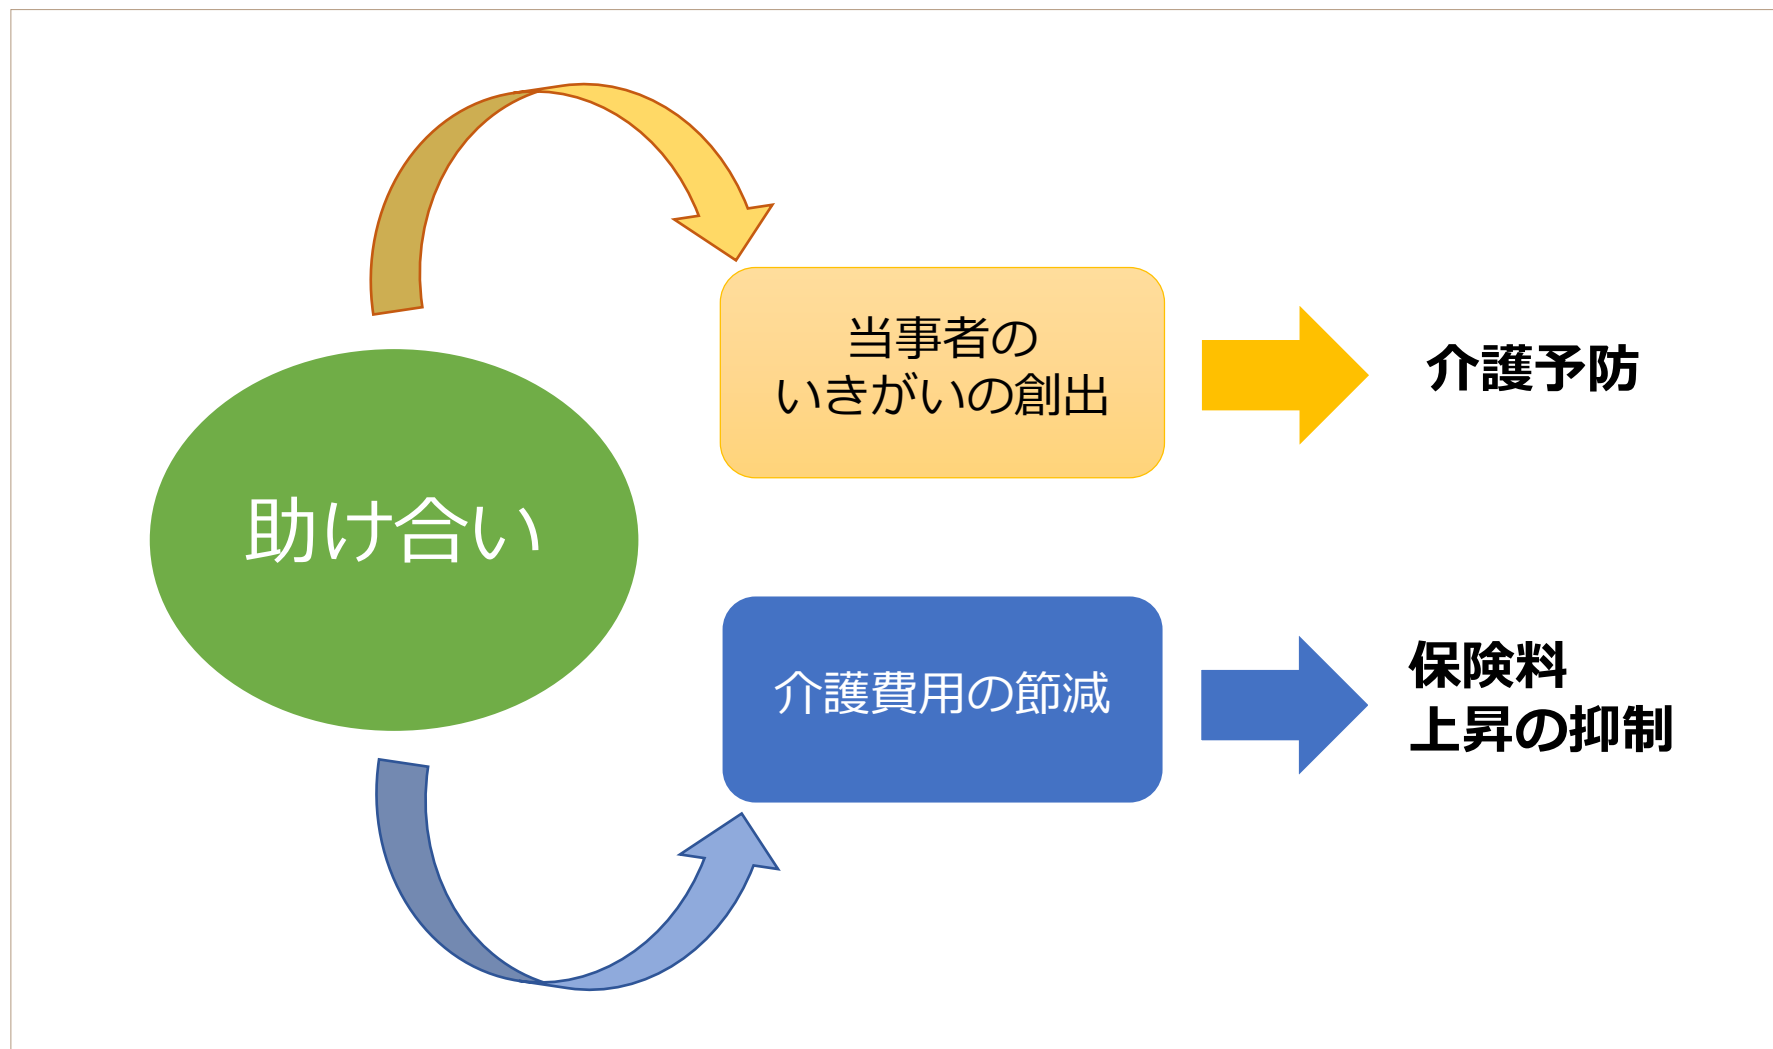 助け合い
当事者の
いきがいの創出
介護予防
介護費用の節減
保険料
上昇の抑制